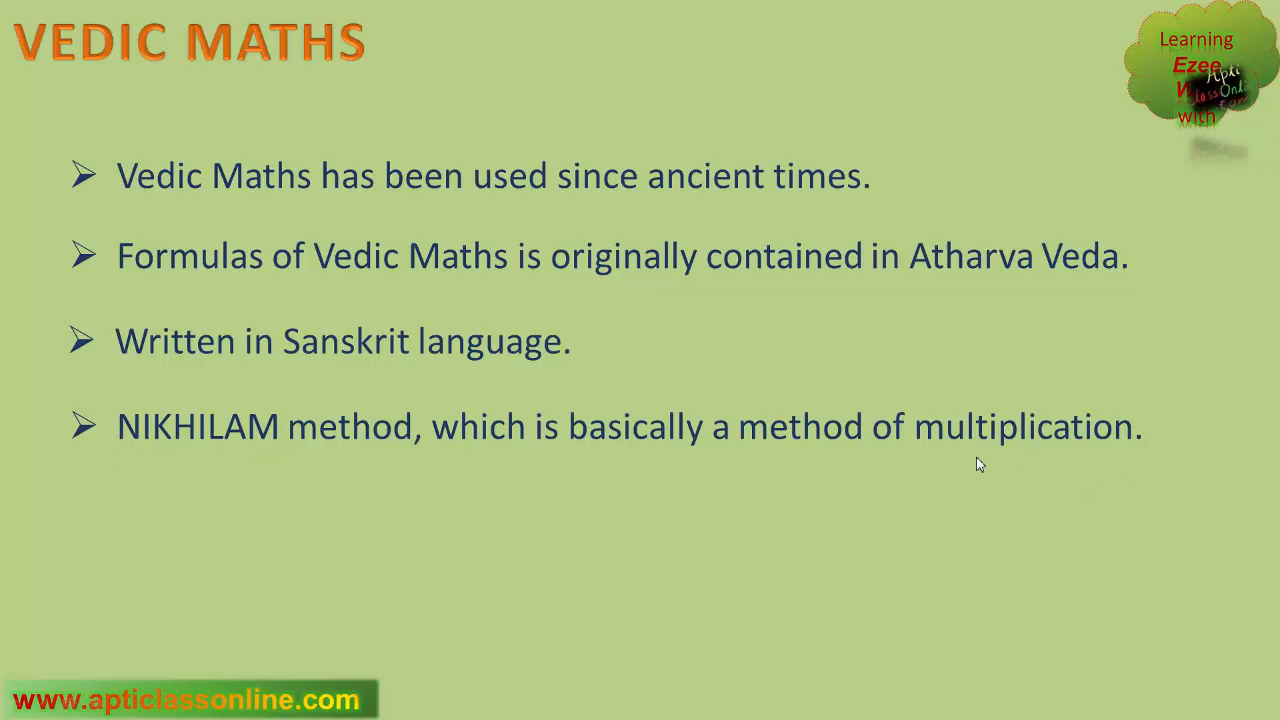 VEDIC MATHS
Learning
Ezee
with
Vedic Maths has been used since ancient times.
Formulas of Vedic Maths is originally contained in Atharva Veda.
Written in Sanskrit language.
NIKHILAM method, which is basically a method of multiplication.
www.apticlassonline.com